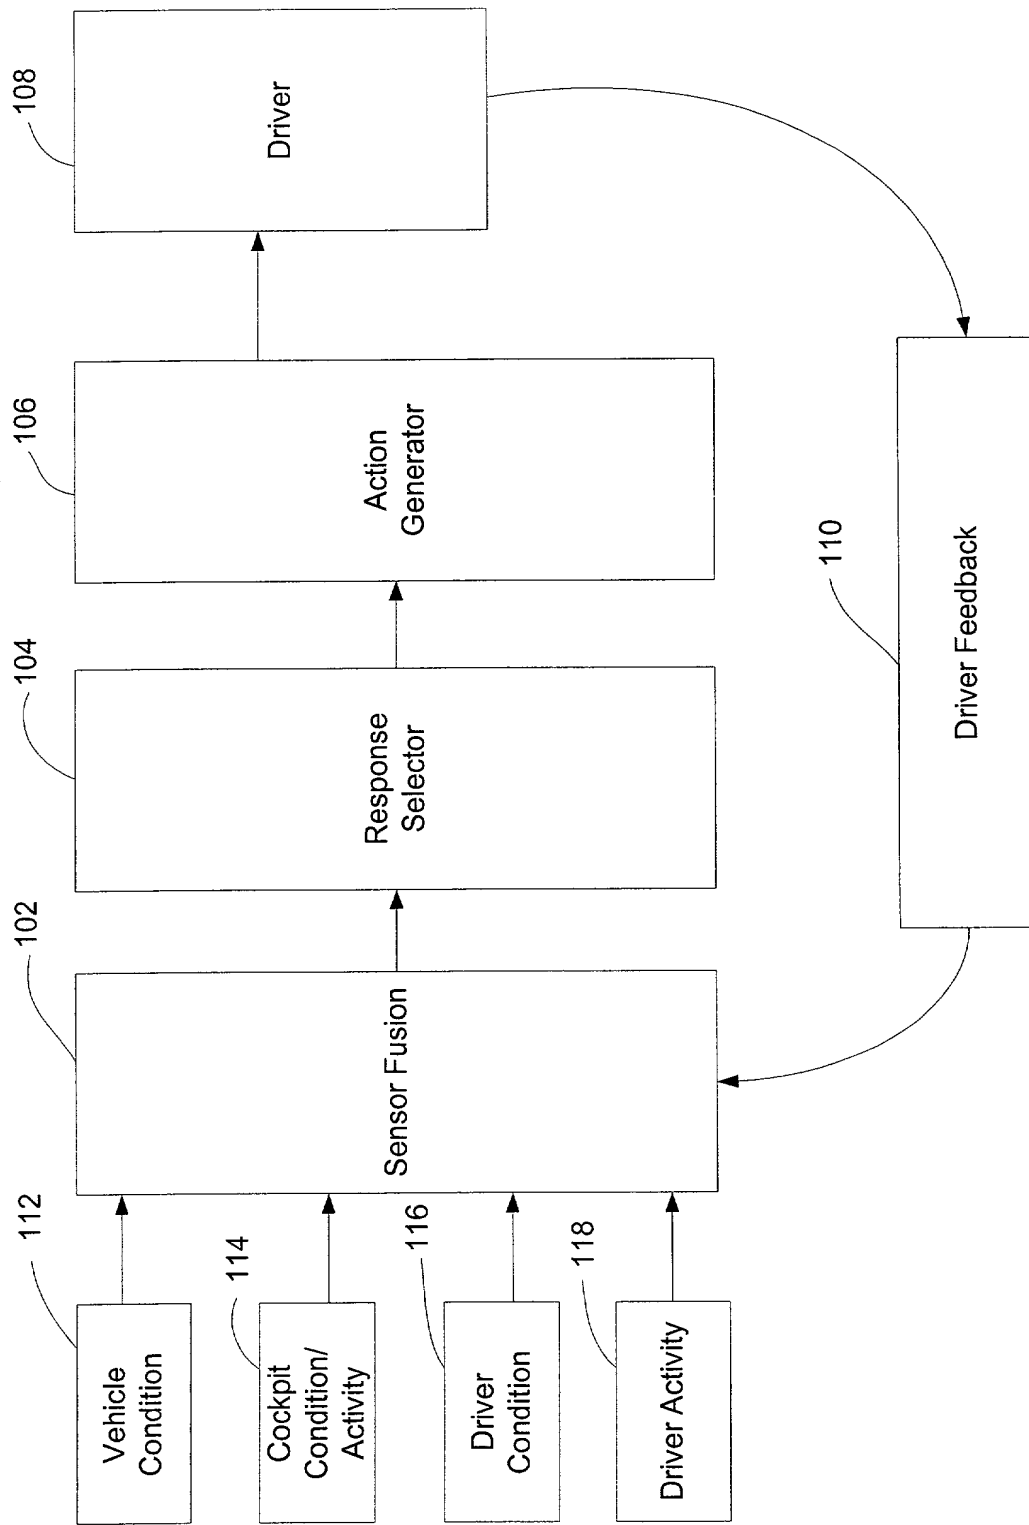 112
Vehicle
Condition
114
Cockpit
Condition/
Activity
116
Driver
Condition
118
Driver Activity
102
Sensor Fusion
104
Response
Selector
106
Action
Generator
108
Driver
110
Driver Feedback